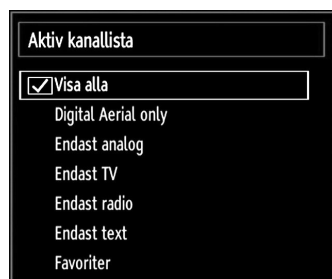 Aktiv kanallista
Visa alla
Digital Aerial only
Endast analog
Endast TV
Endast radio
Endast text
Favoriter